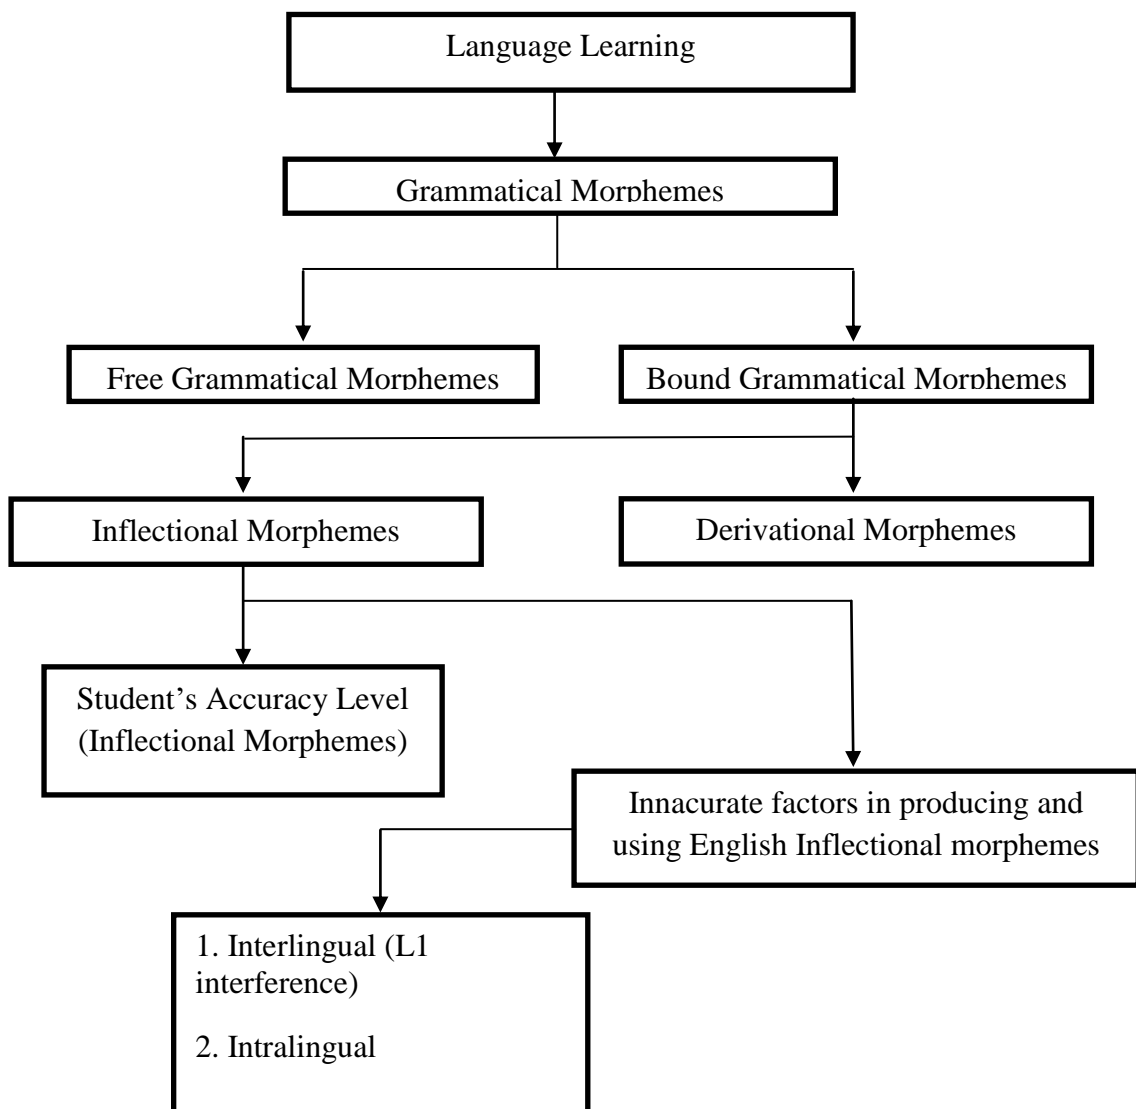 Language Learning
Grammatical Morphemes
Free Grammatical Morphemes
Bound Grammatical Morphemes
Inflectional Morphemes
Derivational Morphemes
Student’s Accuracy Level
(Inflectional Morphemes)
Innacurate factors in producing and
using English Inflectional morphemes
1. Interlingual (L1
interference)
2. Intralingual